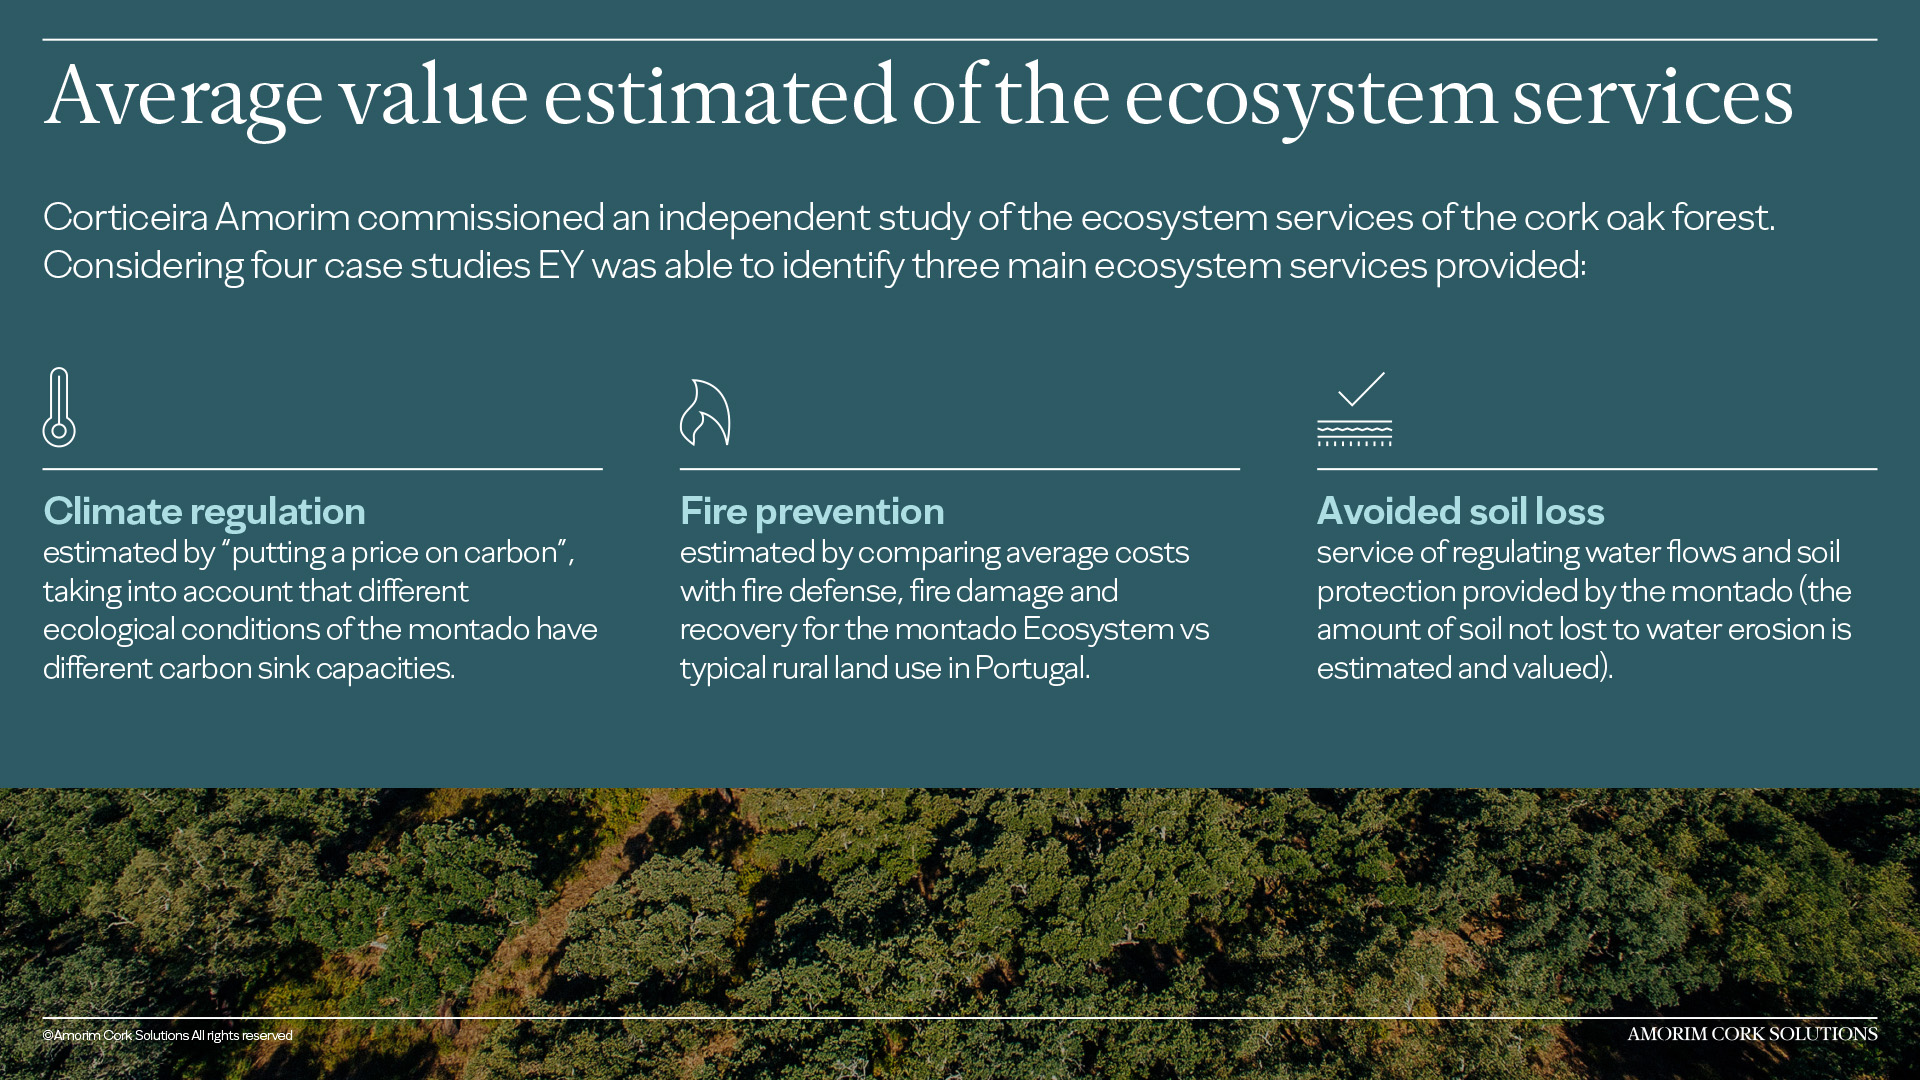 Average value estimated of the ecosystem services
Corticeira Amorim commissioned an independent study of the ecosystem services of the cork oak forest.
Considering four case studies EY was able to identify three main ecosystem services provided:
Climate regulation
estimated by “putting a price on carbon”,
taking into account that different
ecological conditions of the montado have
different carbon sink capacities.
Fire prevention
estimated by comparing average costs
with fire defense, fire damage and
recovery for the montado Ecosystem vs
typical rural land use in Portugal.
Avoided soil loss
service of regulating water flows and soil
protection provided by the montado (the
amount of soil not lost to water erosion is
estimated and valued).
©Amorim Cork Solutions All rights reserved
AMORIM CORK SOLUTIONS